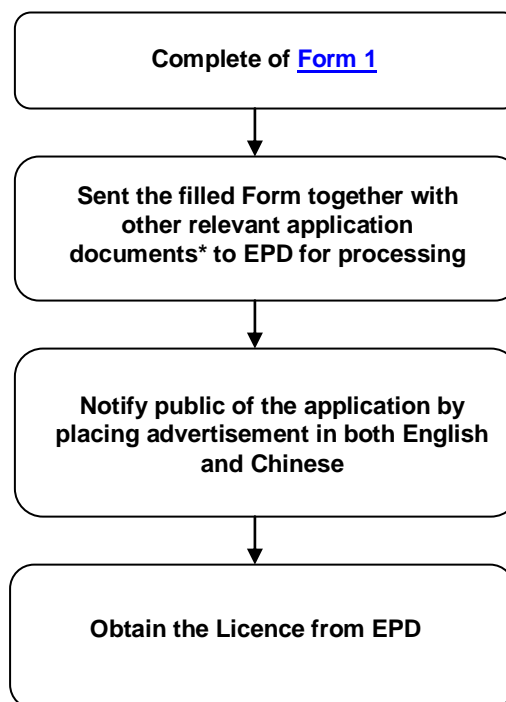 Complete of Form 1
Sent the filled Form together with
other relevant application
documents* to EPD for processing
Notify public of the application by
placing advertisement in both English
and Chinese
Obtain the Licence from EPD